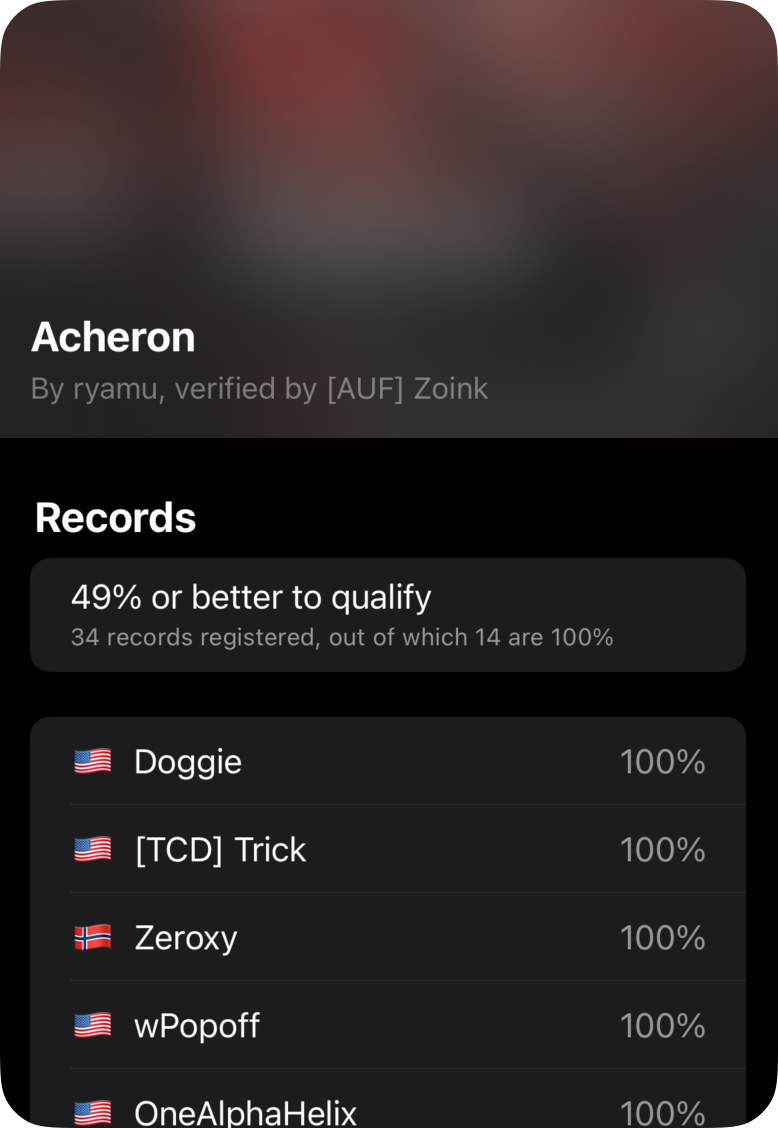 Acheron
By ryamu, verified by [AUF] Zoink
Records
49% or better to qualify
34 records registered, out of which 14 are 100%
Doggie 100%
[TCD] Trick 100%
Zeroxy 100%
wPopoff 100%
OneAlphaHelix 100%